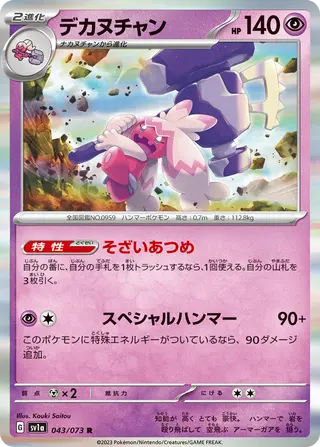 2進化
デカヌチャン
HP 140
ナカヌチャンから進化
全国図鑑NO.0959 ハンマーポケモン 高さ:0.7m 重さ:112.8kg
特性 そざいあつめ
自分の番に、自分の手札を1枚トラッシュするなら、1回使える。自分の山札を
3枚引く。
スペシャルハンマー 90+
このポケモンに特殊エネルギーがついているなら、90ダメージ
追加。
弱点 ×2 抵抗力 にげる
Illus. Kouki Saitou
G sv1a 043/073 R
知能が高く
©2023 Pokémon/Nintendo/Creatures/GAME FREAK.